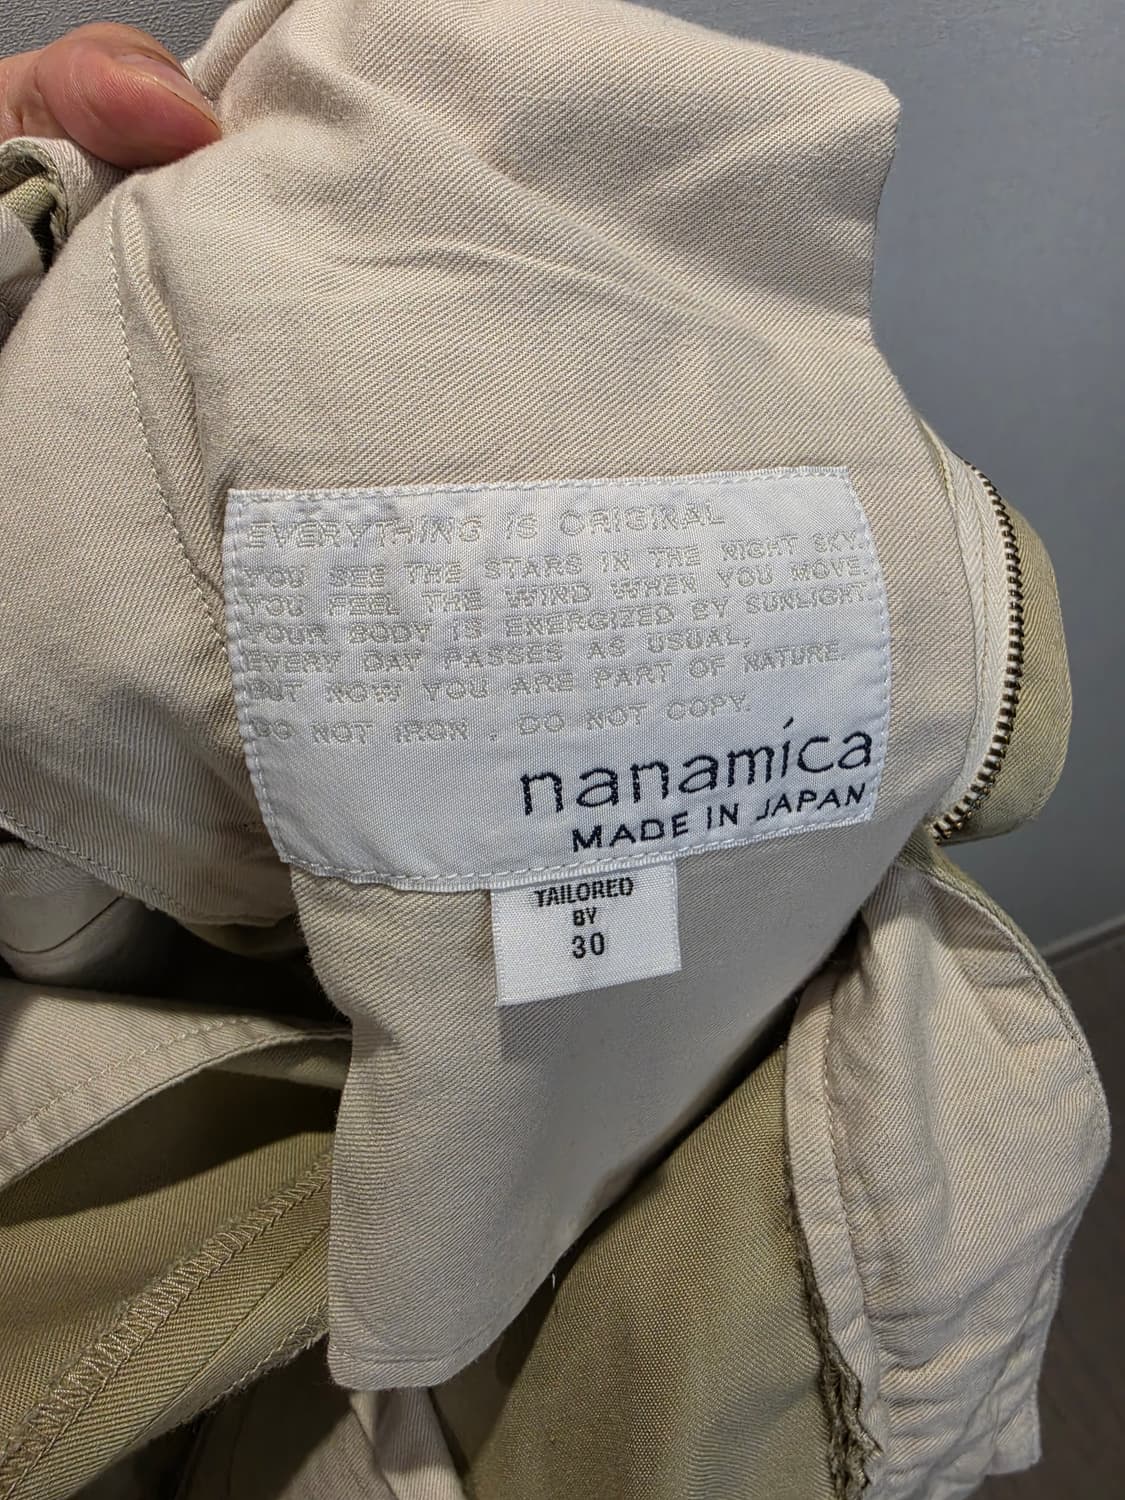 EVERYTHING IS ORIGINAL
YOU SEE THE STARS IN THE NIGHT SKY.
YOU FEEL THE WIND WHEN YOU MOVE.
YOUR BODY IS ENERGIZED BY SUNLIGHT.
EVERY DAY PASSES AS USUAL,
BUT NOW YOU ARE PART OF NATURE.
DO NOT IRON . DO NOT COPY.
nanamíca
MADE IN JAPAN
TAILORED
BY
30